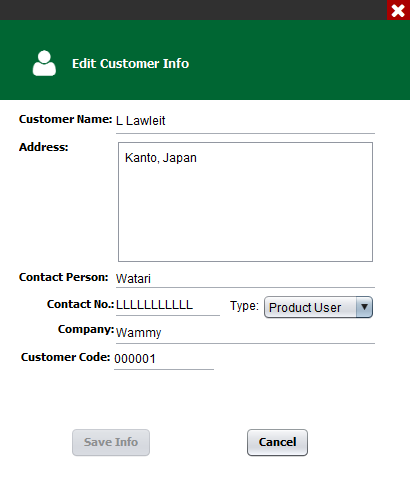 Edit Customer Info
Customer Name: L Lawleit
Address:
Kanto, Japan
Contact Person: Watari
Contact No.: LLLLLLLLLLL Type: Product User
Company: Wammy
Customer Code: 000001
Save Info Cancel